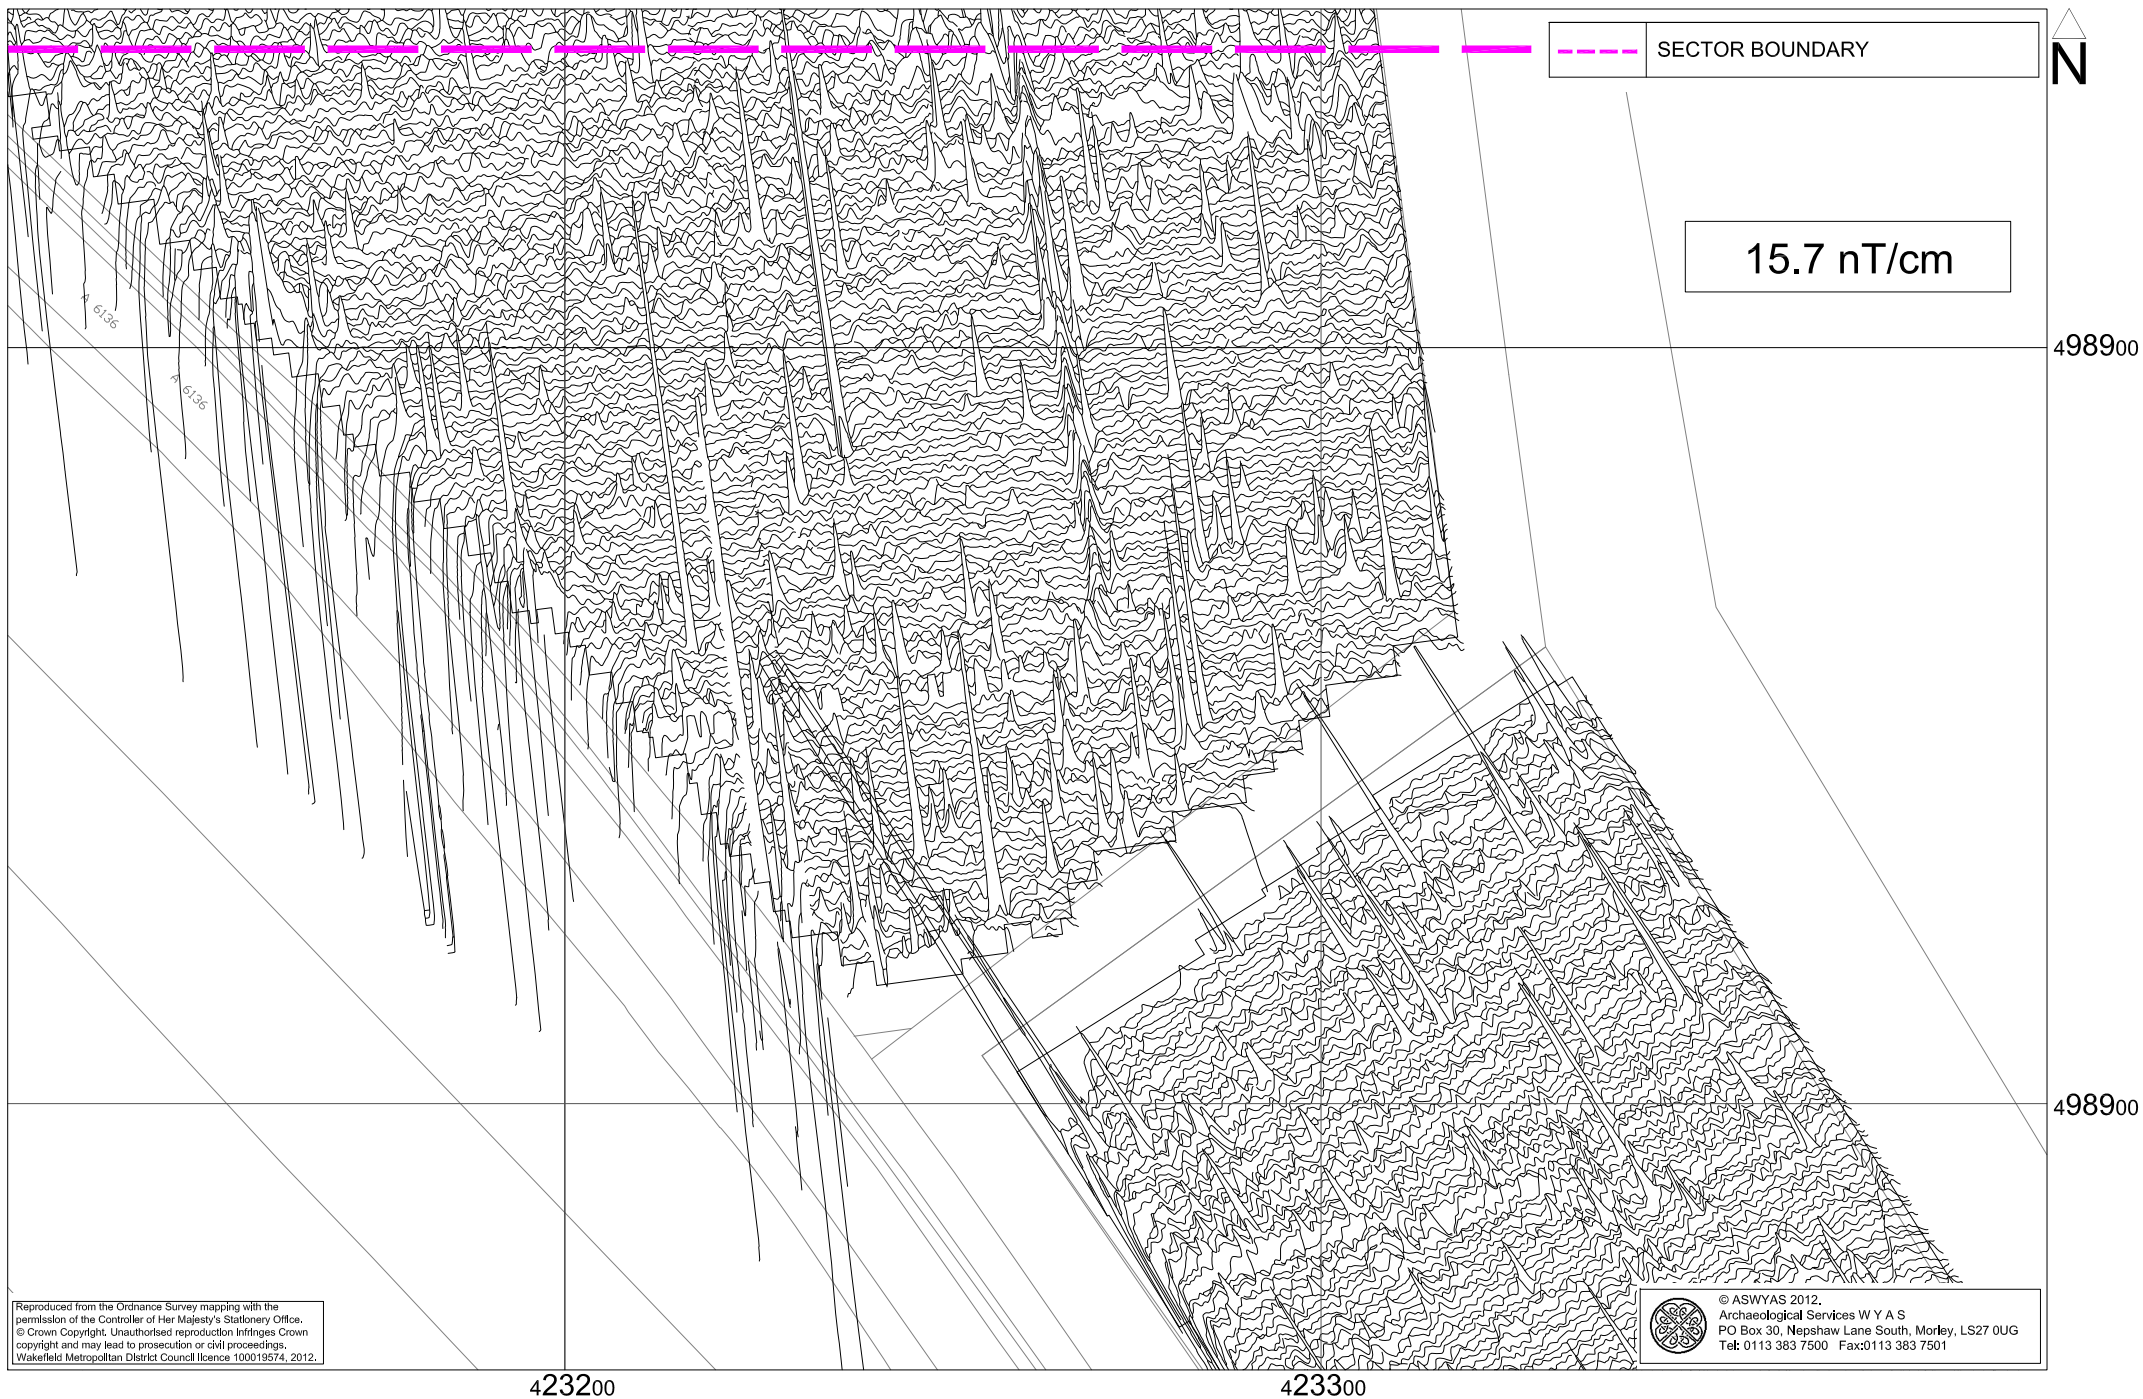 SECTOR BOUNDARY
N
15.7 nT/cm
A 6136
A 6136
498900
498900
Reproduced from the Ordnance Survey mapping with the
permission of the Controller of Her Majesty's Stationery Office.
© Crown Copyright. Unauthorised reproduction infringes Crown
copyright and may lead to prosecution or civil proceedings.
Wakefield Metropolitan District Council licence 100019574, 2012.
© ASWYAS 2012.
Archaeological Services W Y A S
PO Box 30, Nepshaw Lane South, Morley, LS27 0UG
Tel: 0113 383 7500 Fax:0113 383 7501
423200
423300